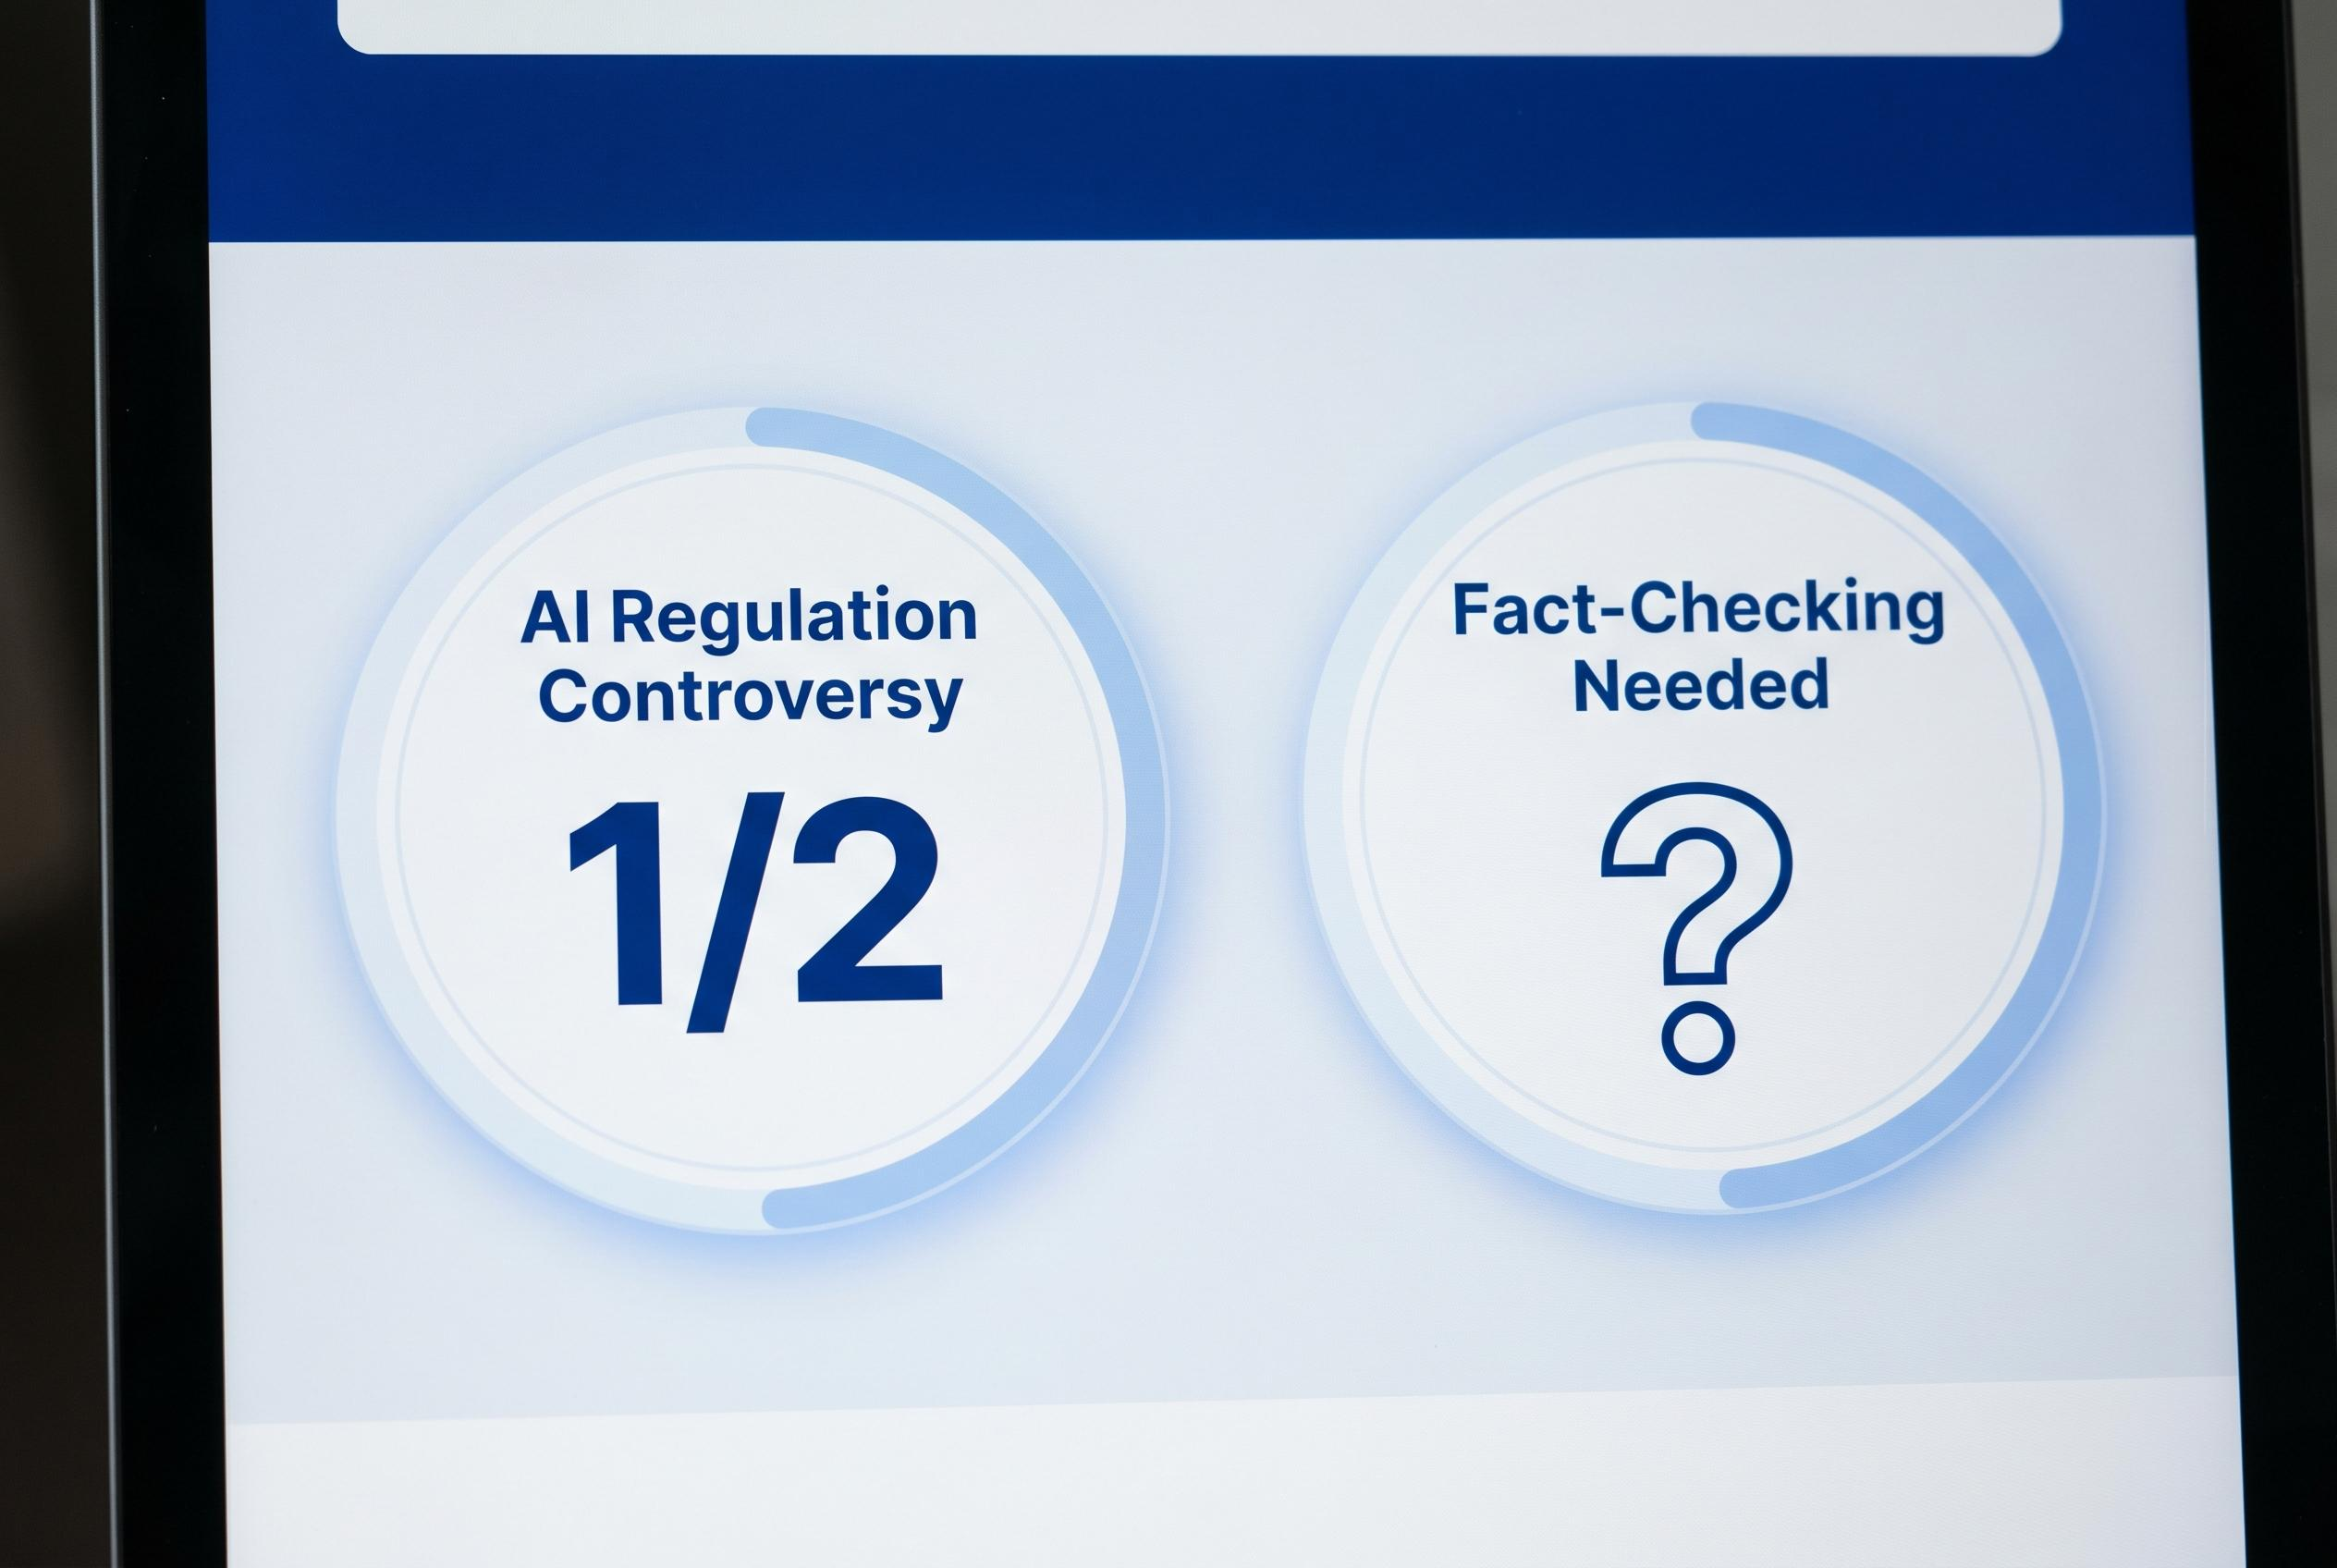 AI Regulation
Controversy
1/2
Fact-Checking
Needed
?